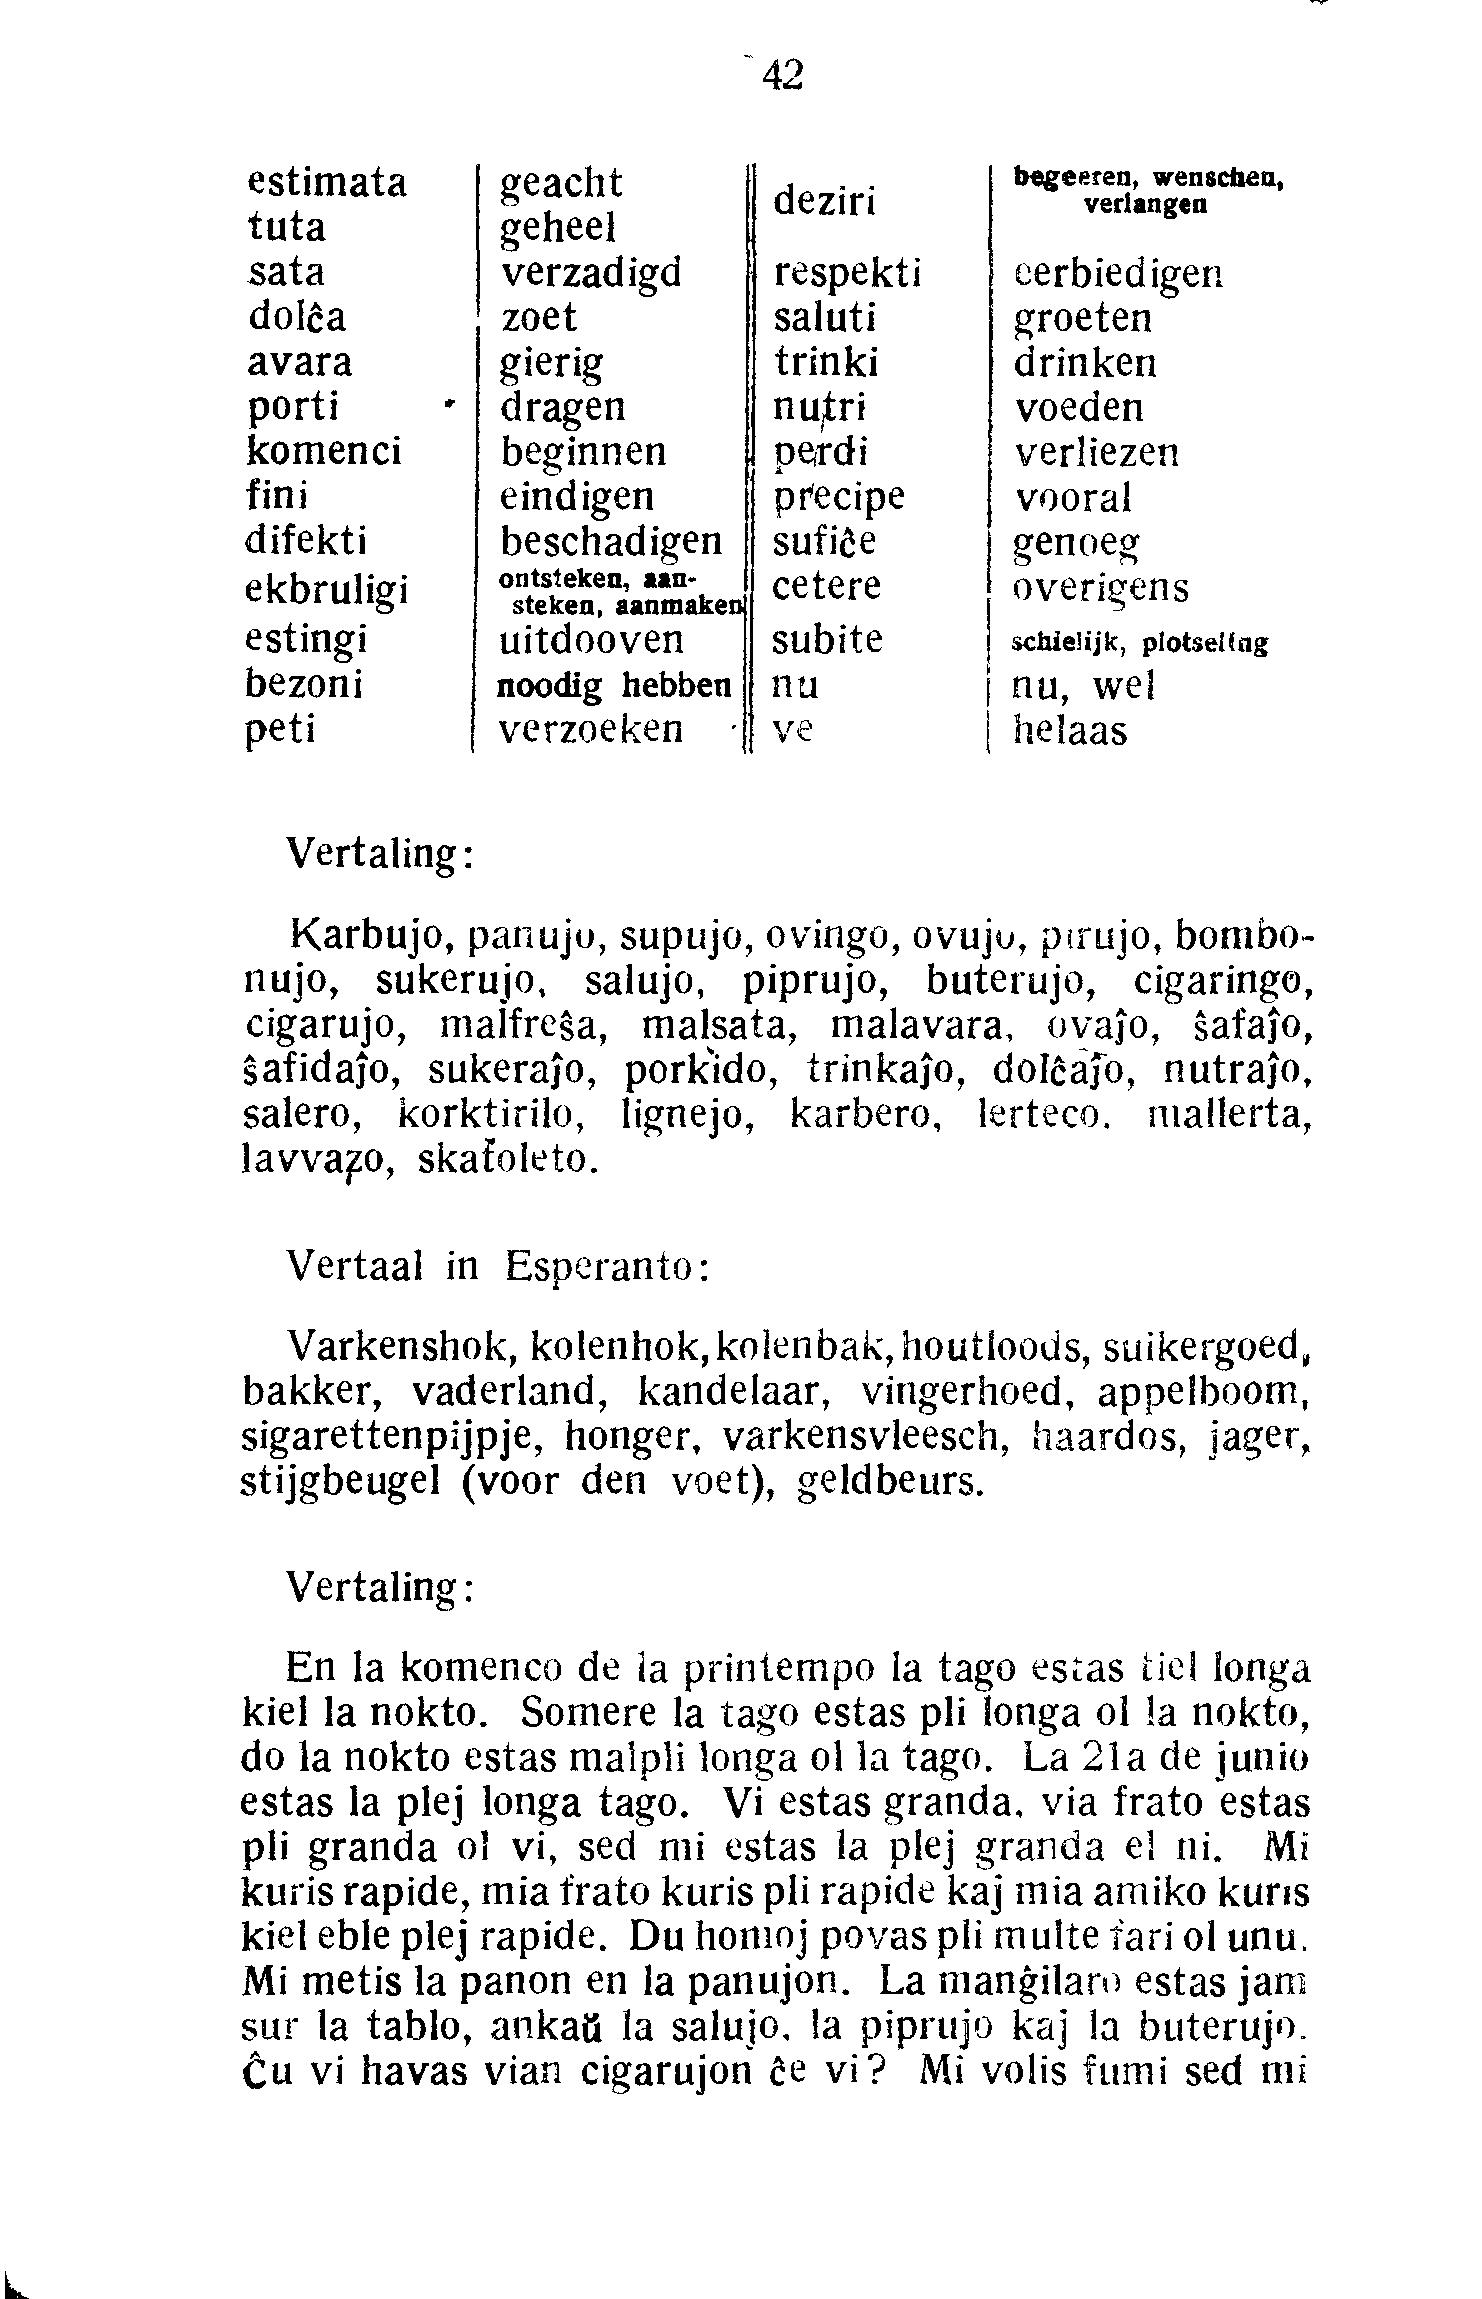 42
estimata geacht
tuta geheel
sata verzadigd
dolĉa zoet
avara gierig
porti dragen
komenci beginnen
fini eindigen
difekti beschadigen
ekbruligi ontsteken, aan-
steken, aanmaken
estingi uitdooven
bezoni noodig hebben
peti verzoeken
deziri begeeren, wenschen,
verlangen
respekti eerbiedigen
saluti groeten
trinki drinken
nutri voeden
perdi verliezen
precipe vooral
sufiĉe genoeg
cetere overigens
subite schielijk, plotseling
nu nu, wel
ve helaas
Vertaling:
Karbujo, panujo, supujo, ovingo, ovujo, pirujo, bombo-
nujo, sukerujo, salujo, piprujo, buterujo, cigaringo,
cigarujo, malfreŝa, malsata, malavara, ovaĵo, ŝafaĵo,
ŝafidaĵo, sukeraĵo, porkido, trinkaĵo, dolĉaĵo, nutraĵo,
salero, korktirilo, lignejo, karbero, lerteco, mallerta,
lavvazo, skatoleto.
Vertaal in Esperanto:
Varkenshok, kolenhok, kolenbak, houtloods, suikergoed,
bakker, vaderland, kandelaar, vingerhoed, appelboom,
sigarettenpijpje, honger, varkensvleesch, haardos, jager,
stijgbeugel (voor den voet), geldbeurs.
Vertaling:
En la komenco de la printempo la tago estas tiel longa
kiel la nokto. Somere la tago estas pli longa ol la nokto,
do la nokto estas malpli longa ol la tago. La 21a de junio
estas la plej longa tago. Vi estas granda, via frato estas
pli granda ol vi, sed mi estas la plej granda el ni. Mi
kuris rapide, mia frato kuris pli rapide kaj mia amiko kuris
kiel eble plej rapide. Du homoj povas pli multe fari ol unu.
Mi metis la panon en la panujon. La manĝilaro estas jam
sur la tablo, ankaŭ la salujo, la piprujo kaj la buterujo.
Ĉu vi havas vian cigarujon ĉe vi? Mi volis fumi sed mi